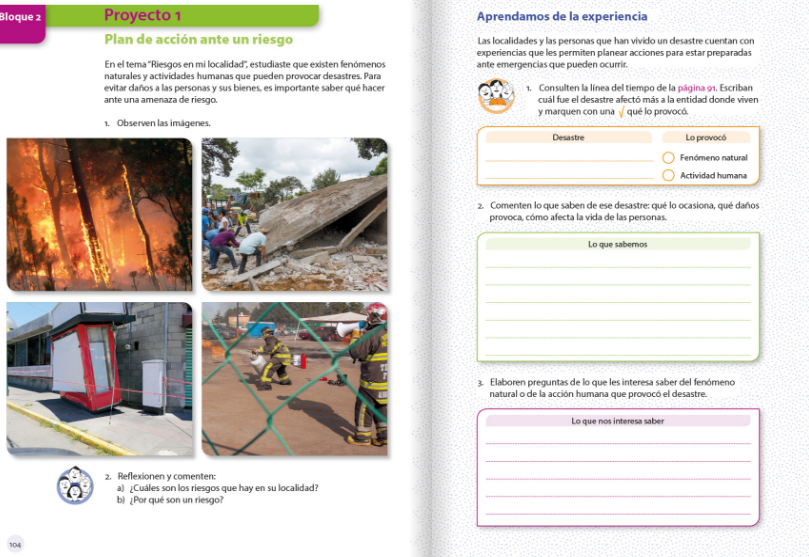 Bloque 2
Proyecto 1
Plan de acción ante un riesgo
En el tema "Riesgos en mi localidad", estudiaste que existen fenómenos
naturales y actividades humanas que pueden provocar desastres. Para
evitar daños a las personas y sus bienes, es importante saber qué hacer
ante una amenaza de riesgo.
1. Observen las imágenes.
2. Reflexionen y comenten:
a) ¿Cuáles son los riesgos que hay en su localidad?
b) ¿Por qué son un riesgo?
104
Aprendamos de la experiencia
Las localidades y las personas que han vivido un desastre cuentan con
experiencias que les permiten planear acciones para estar preparadas
ante emergencias que pueden ocurrir.
1. Consulten la línea del tiempo de la página 91. Escriban
cuál fue el desastre afectó más a la entidad donde viven
y marquen con una √ qué lo provocó.
Desastre
Lo provocó
Fenómeno natural
Actividad humana
2. Comenten lo que saben de ese desastre: qué lo ocasiona, qué daños
provoca, cómo afecta la vida de las personas.
Lo que sabemos
3. Elaboren preguntas de lo que les interesa saber del fenómeno
natural o de la acción humana que provocó el desastre.
Lo que nos interesa saber